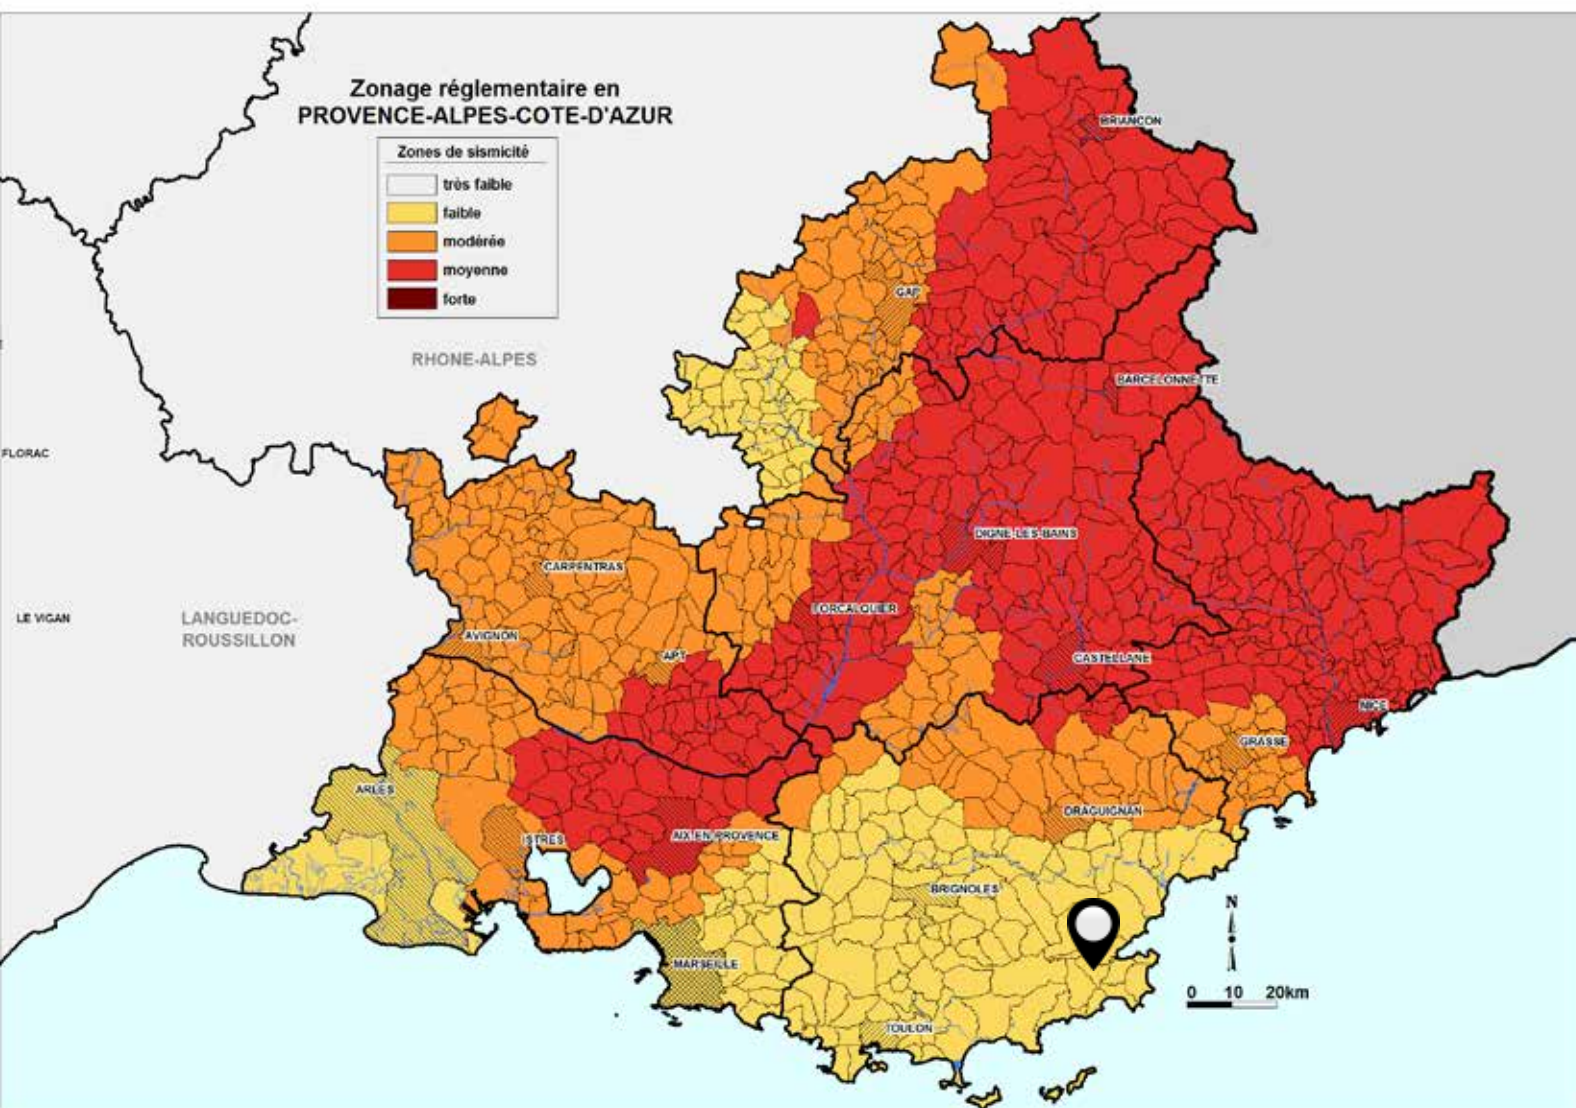 Zonage réglementaire en
PROVENCE-ALPES-COTE-D'AZUR
Zones de sismicité
très faible
faible
modérée
moyenne
forte
BRIANCON
GAP
RHONE-ALPES
BARCELONNETTE
FLORAC
DIGNE-LES-BAINS
CARPENTRAS
FORCALQUIER
LE VIGAN
LANGUEDOC-
ROUSSILLON
AVIGNON
APT
CASTELLANE
NICE
GRASSE
ARLES
DRAGUIGNAN
ISTRES
AIX-EN-PROVENCE
BRIGNOLES
N
MARSEILLE
0 10 20km
TOULON